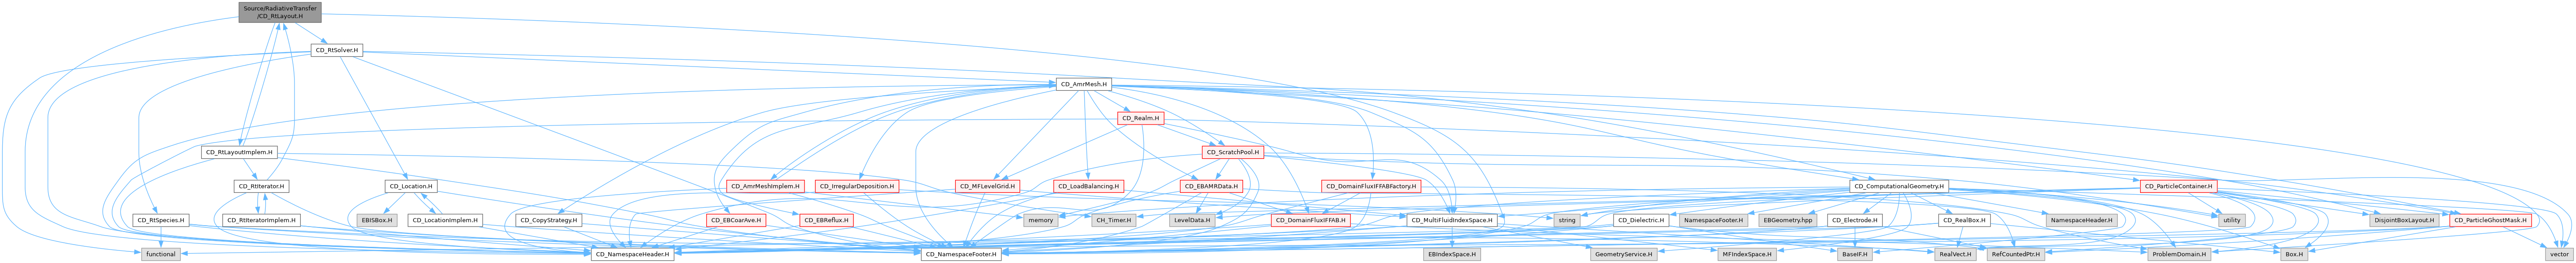 Source/RadiativeTransfer
/CD_RtLayout.H
CD_RtSolver.H
CD_AmrMesh.H
CD_Realm.H
CD_RtLayoutImplem.H
CD_ScratchPool.H
CD_RtIterator.H
CD_Location.H
CD_AmrMeshImplem.H
CD_IrregularDeposition.H
CD_MFLevelGrid.H
CD_LoadBalancing.H
CD_EBAMRData.H
CD_DomainFluxIFFABFactory.H
CD_ComputationalGeometry.H
CD_ParticleContainer.H
CD_RtSpecies.H
CD_RtIteratorImplem.H
EBISBox.H
CD_LocationImplem.H
CD_CopyStrategy.H
CD_EBCoarAve.H
CD_EBReflux.H
memory
CH_Timer.H
LevelData.H
CD_DomainFluxIFFAB.H
CD_MultiFluidIndexSpace.H
string
CD_Dielectric.H
NamespaceFooter.H
EBGeometry.hpp
CD_Electrode.H
CD_RealBox.H
NamespaceHeader.H
utility
DisjointBoxLayout.H
CD_ParticleGhostMask.H
functional
CD_NamespaceHeader.H
CD_NamespaceFooter.H
EBIndexSpace.H
GeometryService.H
MFIndexSpace.H
BaseIF.H
RealVect.H
RefCountedPtr.H
ProblemDomain.H
Box.H
vector